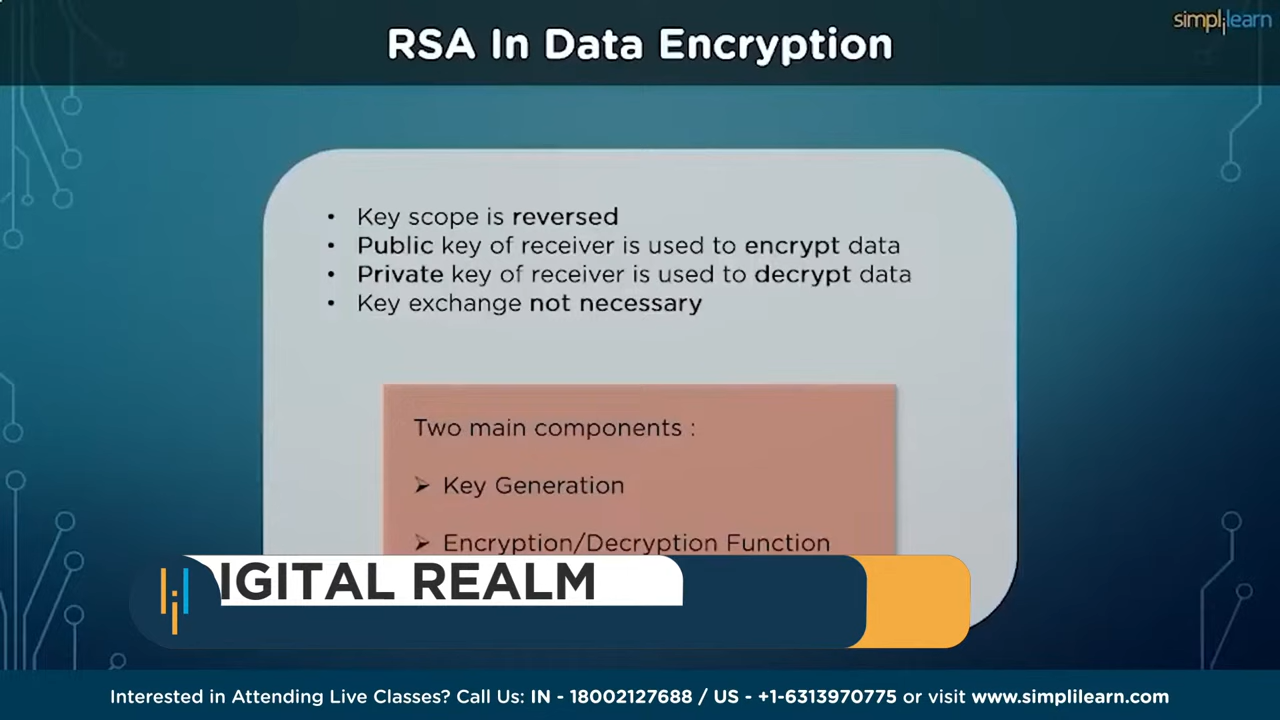 simplilearn
RSA In Data Encryption
• Key scope is reversed
• Public key of receiver is used to encrypt data
• Private key of receiver is used to decrypt data
• Key exchange not necessary
Two main components :
➢ Key Generation
➢ Encryption/Decryption Function
IGITAL REALM
Interested in Attending Live Classes? Call Us: IN - 18002127688 / US - +1-6313970775 or visit www.simplilearn.com